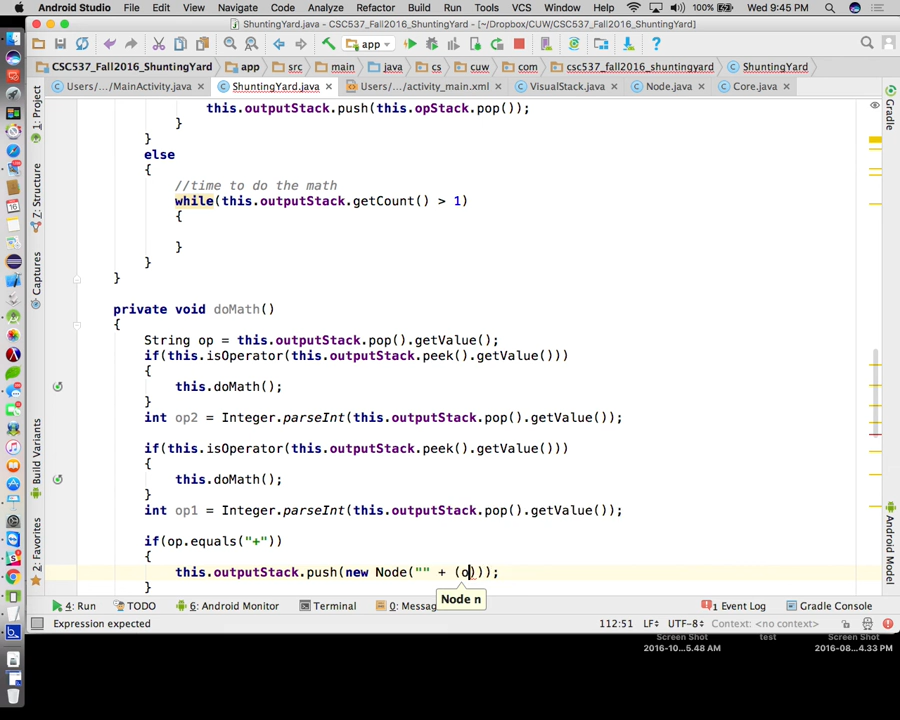 Android Studio File Edit View Navigate Code Analyze Refactor Build Run Tools VCS Window Help 100% Wed 9:45 PM
ShuntingYard.java - CSC537_Fall2016_ShuntingYard - [~/Dropbox/CUW/CSC537_Fall2016_ShuntingYard]
app
CSC537_Fall2016_ShuntingYard app src main java cs cuw com csc537_fall2016_shuntingyard ShuntingYard
Users/.../MainActivity.java ShuntingYard.java Users/.../activity_main.xml VisualStack.java Node.java Core.java
1: Project
Z: Structure
Captures
Build Variants
2: Favorites
this.outputStack.push(this.opStack.pop());
}
}
else
{
//time to do the math
while(this.outputStack.getCount() > 1)
{
}
}
}
private void doMath()
{
String op = this.outputStack.pop().getValue();
if(this.isOperator(this.outputStack.peek().getValue()))
{
this.doMath();
}
int op2 = Integer.parseInt(this.outputStack.pop().getValue());
if(this.isOperator(this.outputStack.peek().getValue()))
{
this.doMath();
}
int op1 = Integer.parseInt(this.outputStack.pop().getValue());
if(op.equals("+"))
{
this.outputStack.push(new Node("" + (o)));
}
Node n
Gradle
Android Model
4: Run TODO 6: Android Monitor Terminal 0: Messag 1 Event Log Gradle Console
Expression expected 112:51 LF÷ UTF-8÷ Context: <no context>
Screen Shot
2016-10...5.48 AM
test
Screen Shot
2016-08...4.33 PM